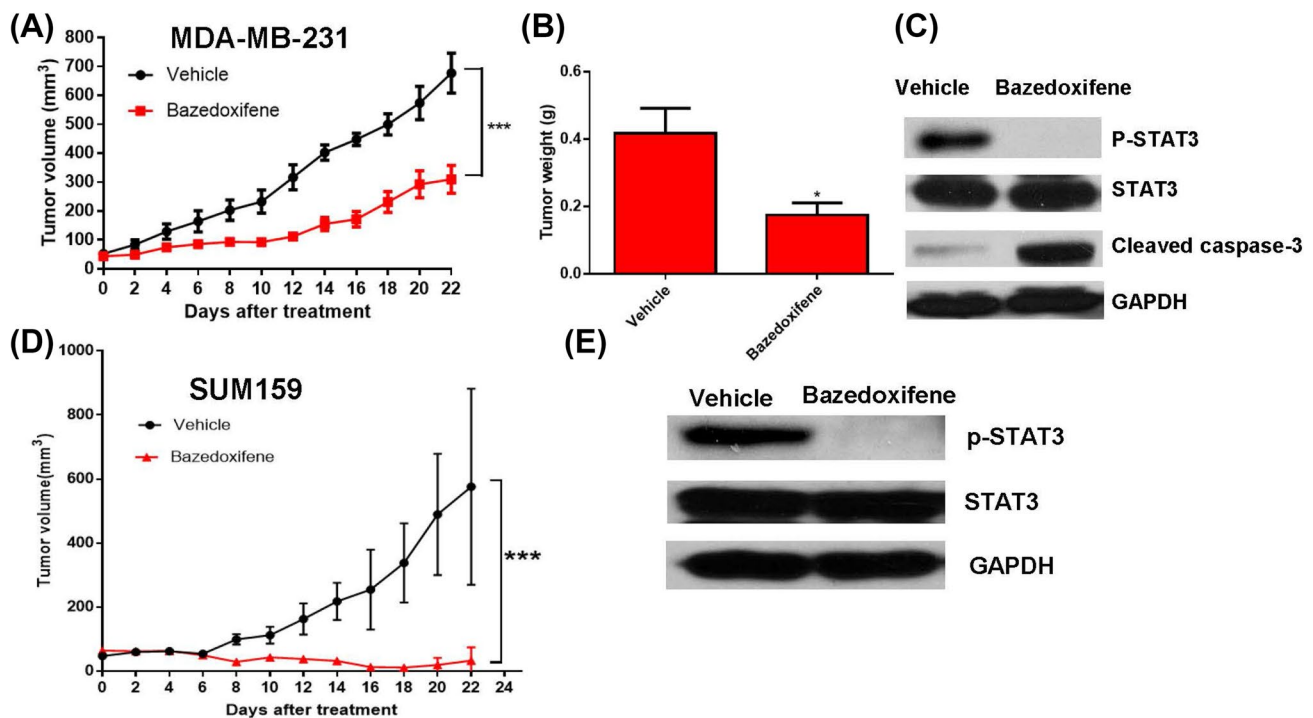 (A)
MDA-MB-231
Vehicle
Bazedoxifene
***
Tumor volume (mm³)
800
700
600
500
400
300
200
100
0
0 2 4 6 8 10 12 14 16 18 20 22
Days after treatment
(B)
Tumor weight (g)
0.6
0.4
0.2
0.0
*
Vehicle
Bazedoxifene
(C)
Vehicle Bazedoxifene
P-STAT3
STAT3
Cleaved caspase-3
GAPDH
(D)
SUM159
Vehicle
Bazedoxifene
***
Tumor volume(mm³)
1000
800
600
400
200
0
0 2 4 6 8 10 12 14 16 18 20 22 24
Days after treatment
(E)
Vehicle Bazedoxifene
p-STAT3
STAT3
GAPDH